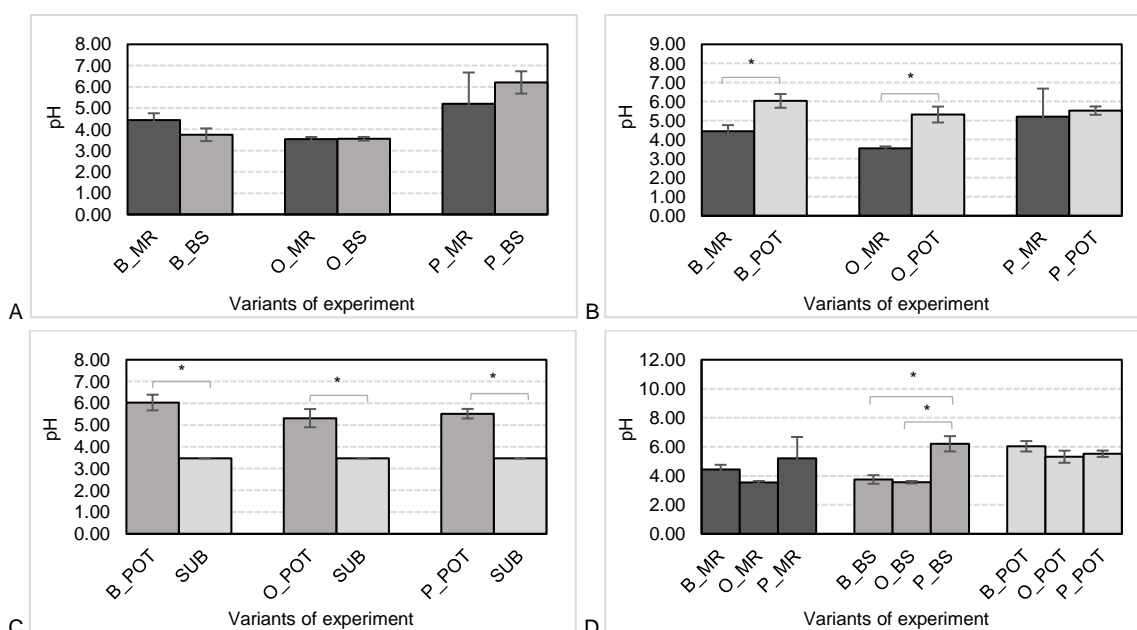 8.00
7.00
6.00
5.00
4.00
3.00
2.00
1.00
0.00
pH
B_MR
B_BS
O_MR
O_BS
P_MR
P_BS
Variants of experiment
A
9.00
8.00
7.00
6.00
5.00
4.00
3.00
2.00
1.00
0.00
pH
*
*
B_MR
B_POT
O_MR
O_POT
P_MR
P_POT
Variants of experiment
B
8.00
7.00
6.00
5.00
4.00
3.00
2.00
1.00
0.00
pH
*
*
*
B_POT
SUB
O_POT
SUB
P_POT
SUB
Variants of experiment
C
12.00
10.00
8.00
6.00
4.00
2.00
0.00
pH
*
*
B_MR
O_MR
P_MR
B_BS
O_BS
P_BS
B_POT
O_POT
P_POT
Variants of experiment
D